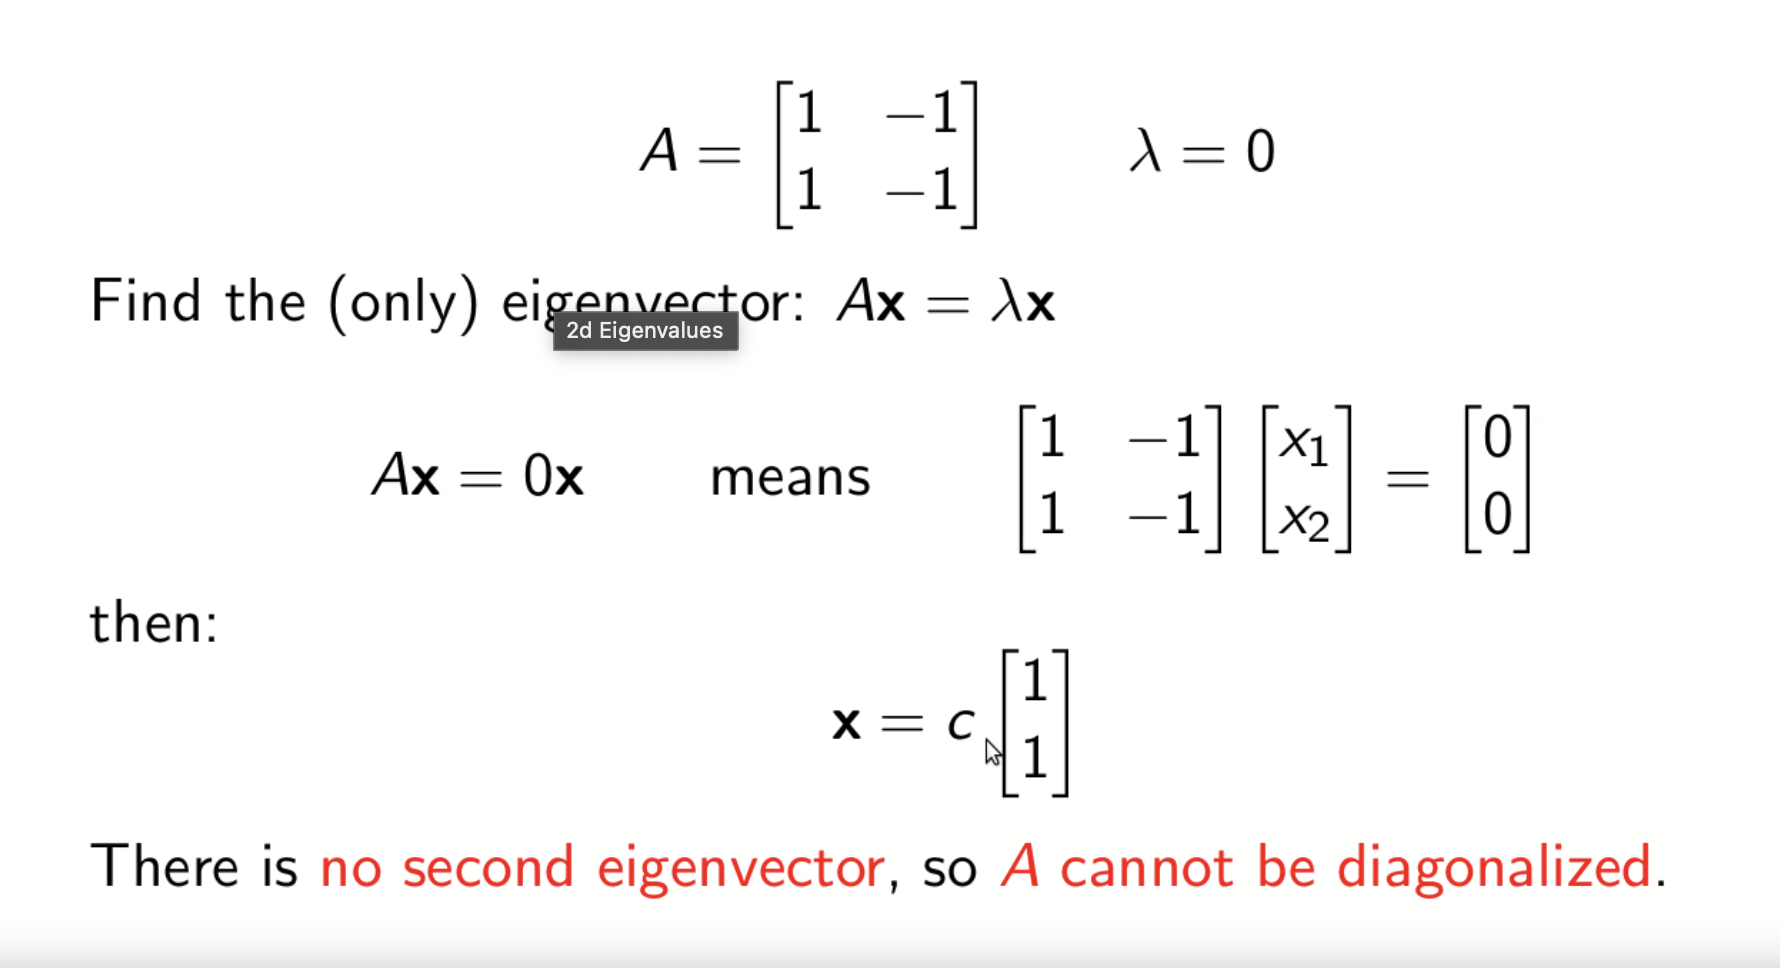 A = [1 −1; 1 −1] λ = 0
Find the (only) eigenvector: Ax = λx
2d Eigenvalues
Ax = 0x means [1 −1; 1 −1] [x₁; x₂] = [0; 0]
then:
x = c [1; 1]
There is no second eigenvector, so A cannot be diagonalized.